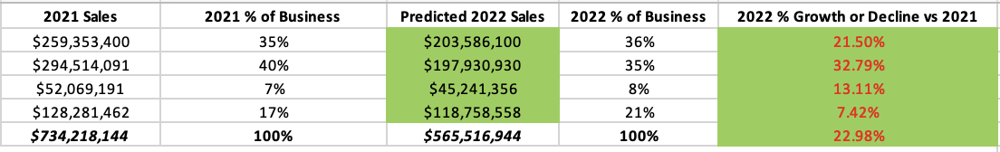 2021 Sales 2021 % of Business Predicted 2022 Sales 2022 % of Business 2022 % Growth or Decline vs 2021
$259,353,400 35% $203,586,100 36% 21.50%
$294,514,091 40% $197,930,930 35% 32.79%
$52,069,191 7% $45,241,356 8% 13.11%
$128,281,462 17% $118,758,558 21% 7.42%
$734,218,144 100% $565,516,944 100% 22.98%